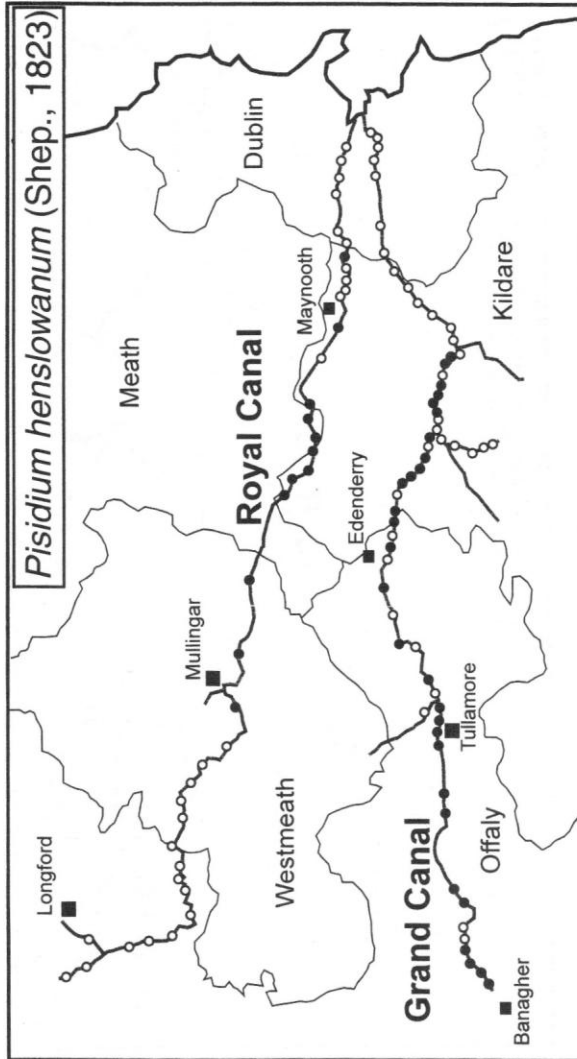 Pisidium henslowanum (Shep., 1823)
Longford
Mullingar
Meath
Dublin
Maynooth
Royal Canal
Westmeath
Edenderry
Kildare
Grand Canal
Tullamore
Offaly
Banagher